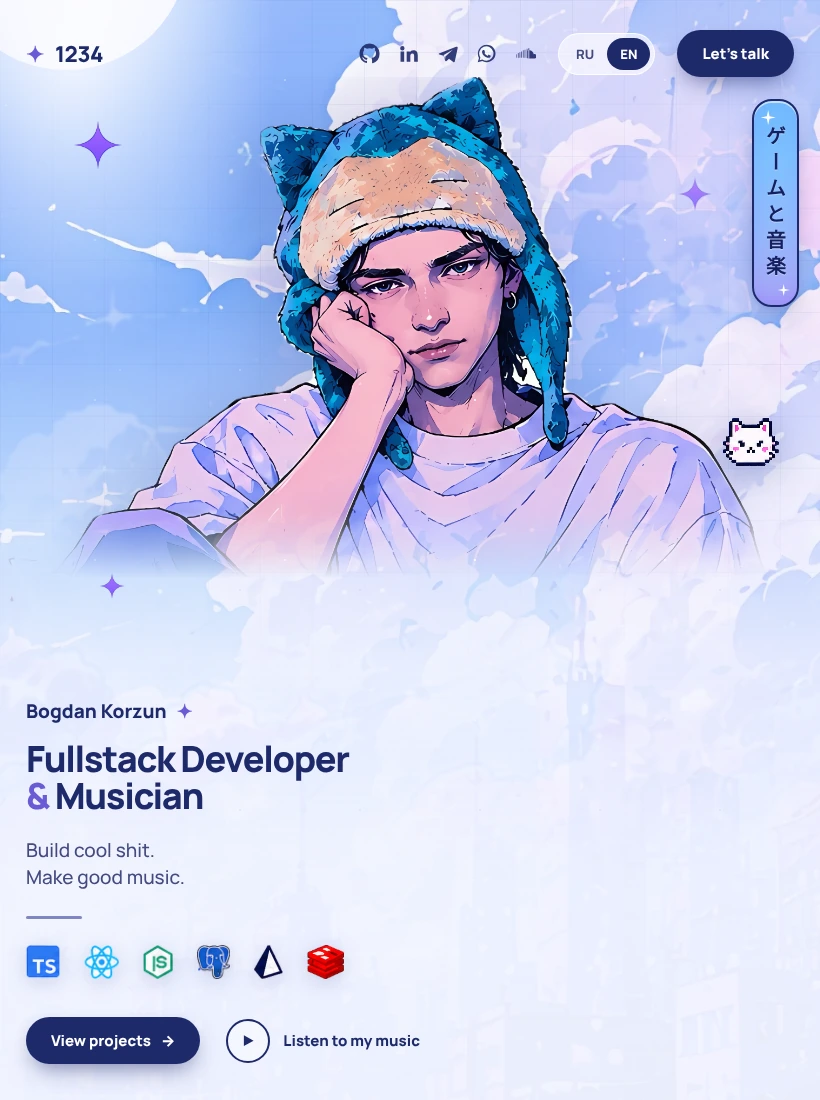 1234
RU
EN
Let's talk
ゲームと音楽
Bogdan Korzun
Fullstack Developer
& Musician
Build cool shit.
Make good music.
TS
JS
View projects →
Listen to my music